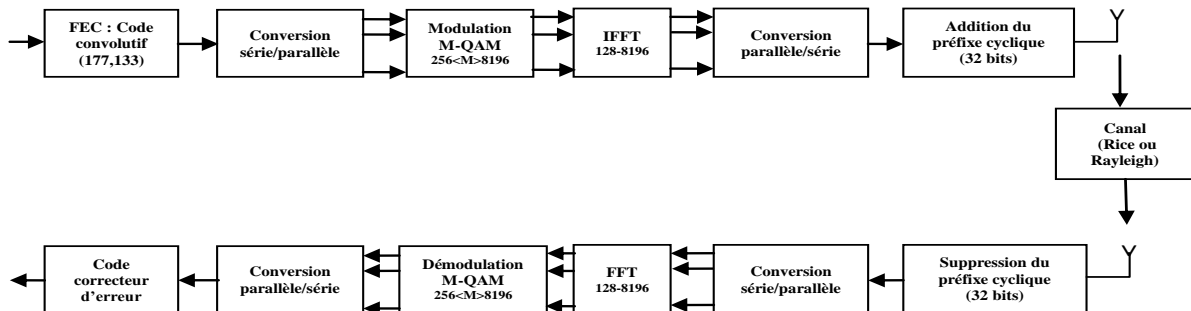 FEC : Code
convolutif
(177,133)
Conversion
série/parallèle
Modulation
M-QAM
256<M>8196
IFFT
128-8196
Conversion
parallèle/série
Addition du
préfixe cyclique
(32 bits)
Canal
(Rice ou
Rayleigh)
Code
correcteur
d'erreur
Conversion
parallèle/série
Démodulation
M-QAM
256<M>8196
FFT
128-8196
Conversion
série/parallèle
Suppression du
préfixe cyclique
(32 bits)